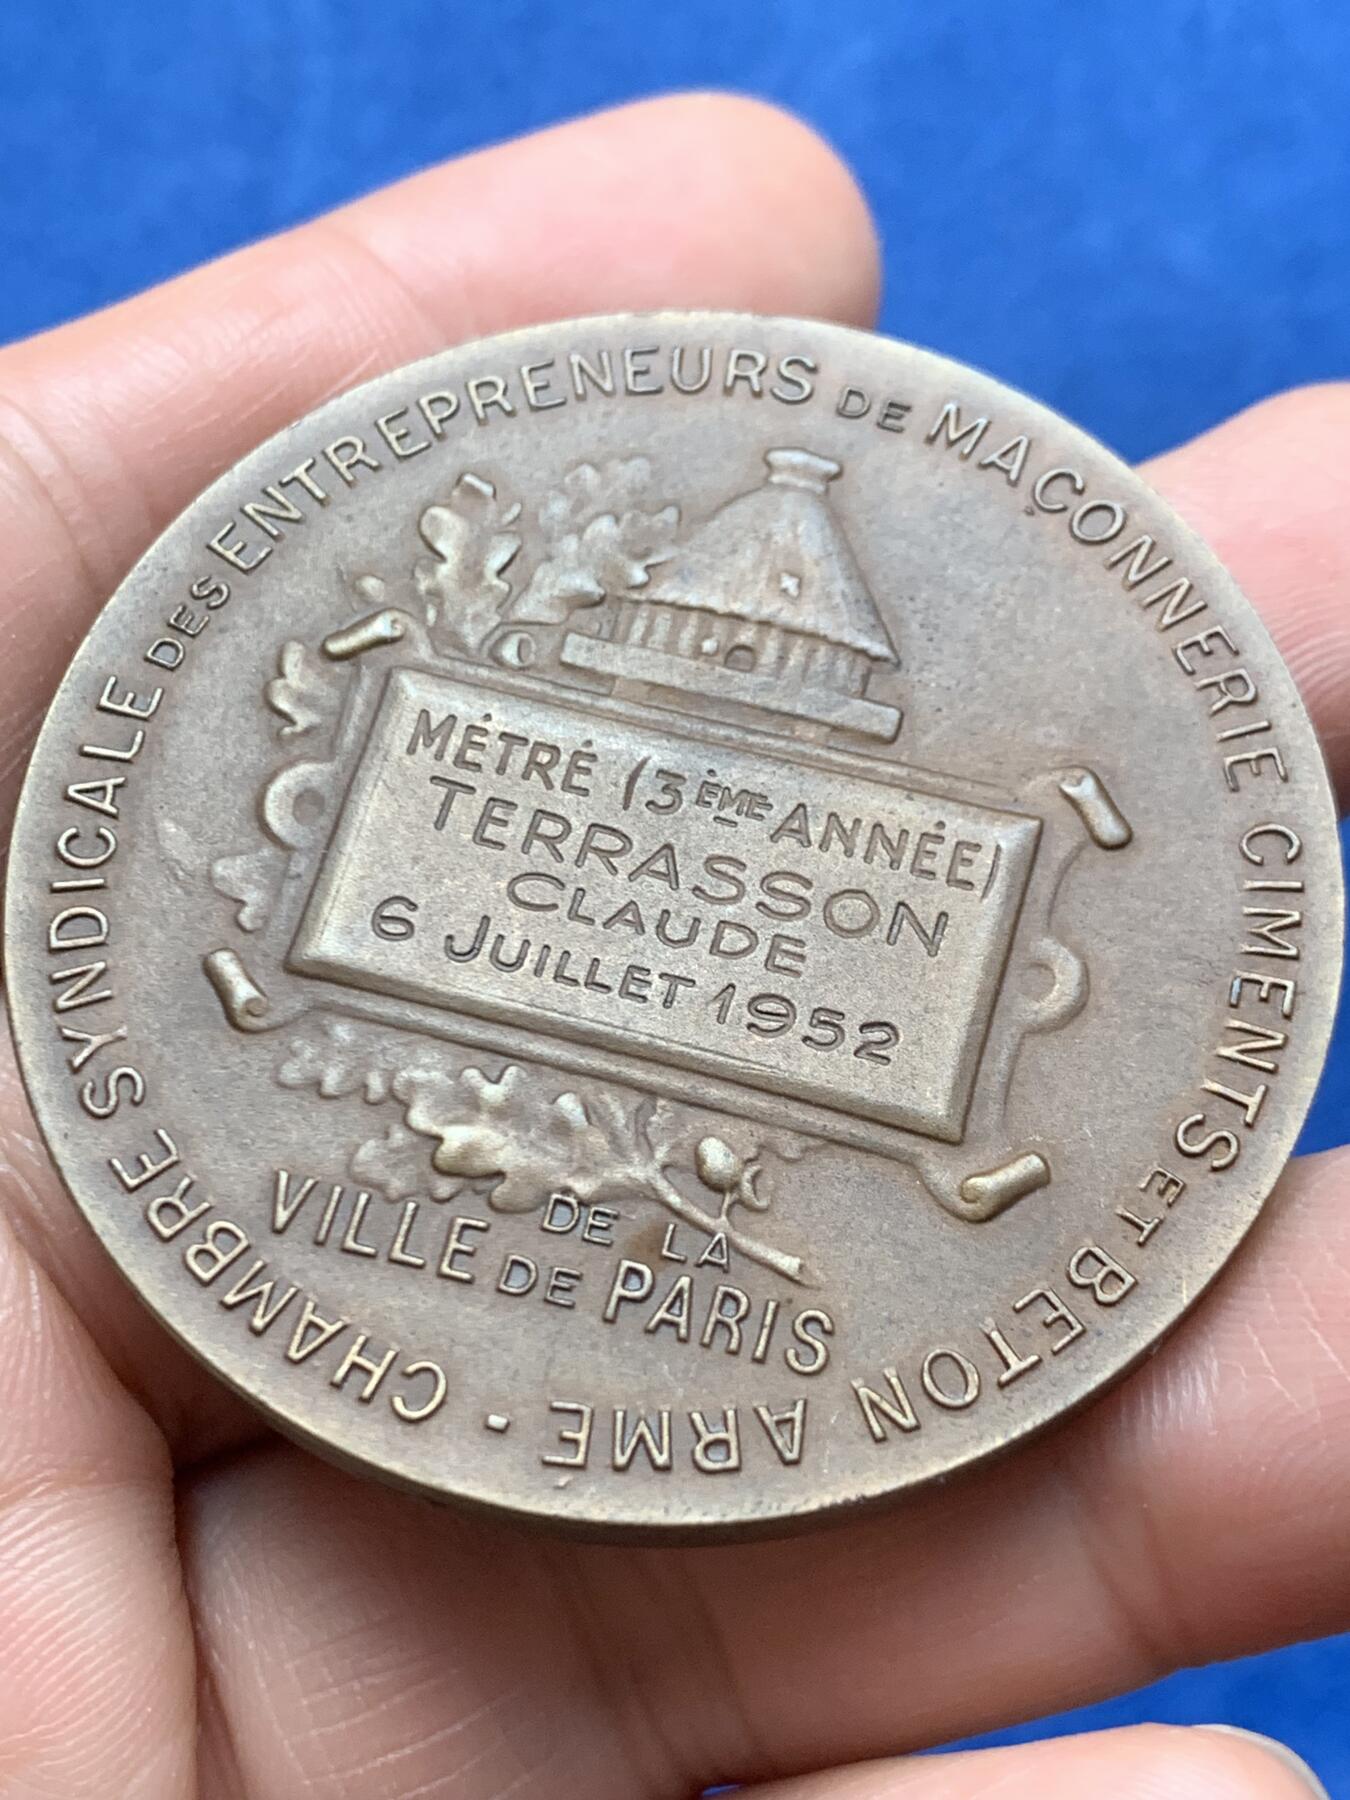 CHAMBRE SYNDICALE DES ENTREPRENEURS DE MAÇONNERIE CIMENTS ET BETON ARMÉ -
MÉTRÉ (3ÈME ANNÉE)
TERRASSON
CLAUDE
6 JUILLET 1952
DE LA
VILLE DE PARIS